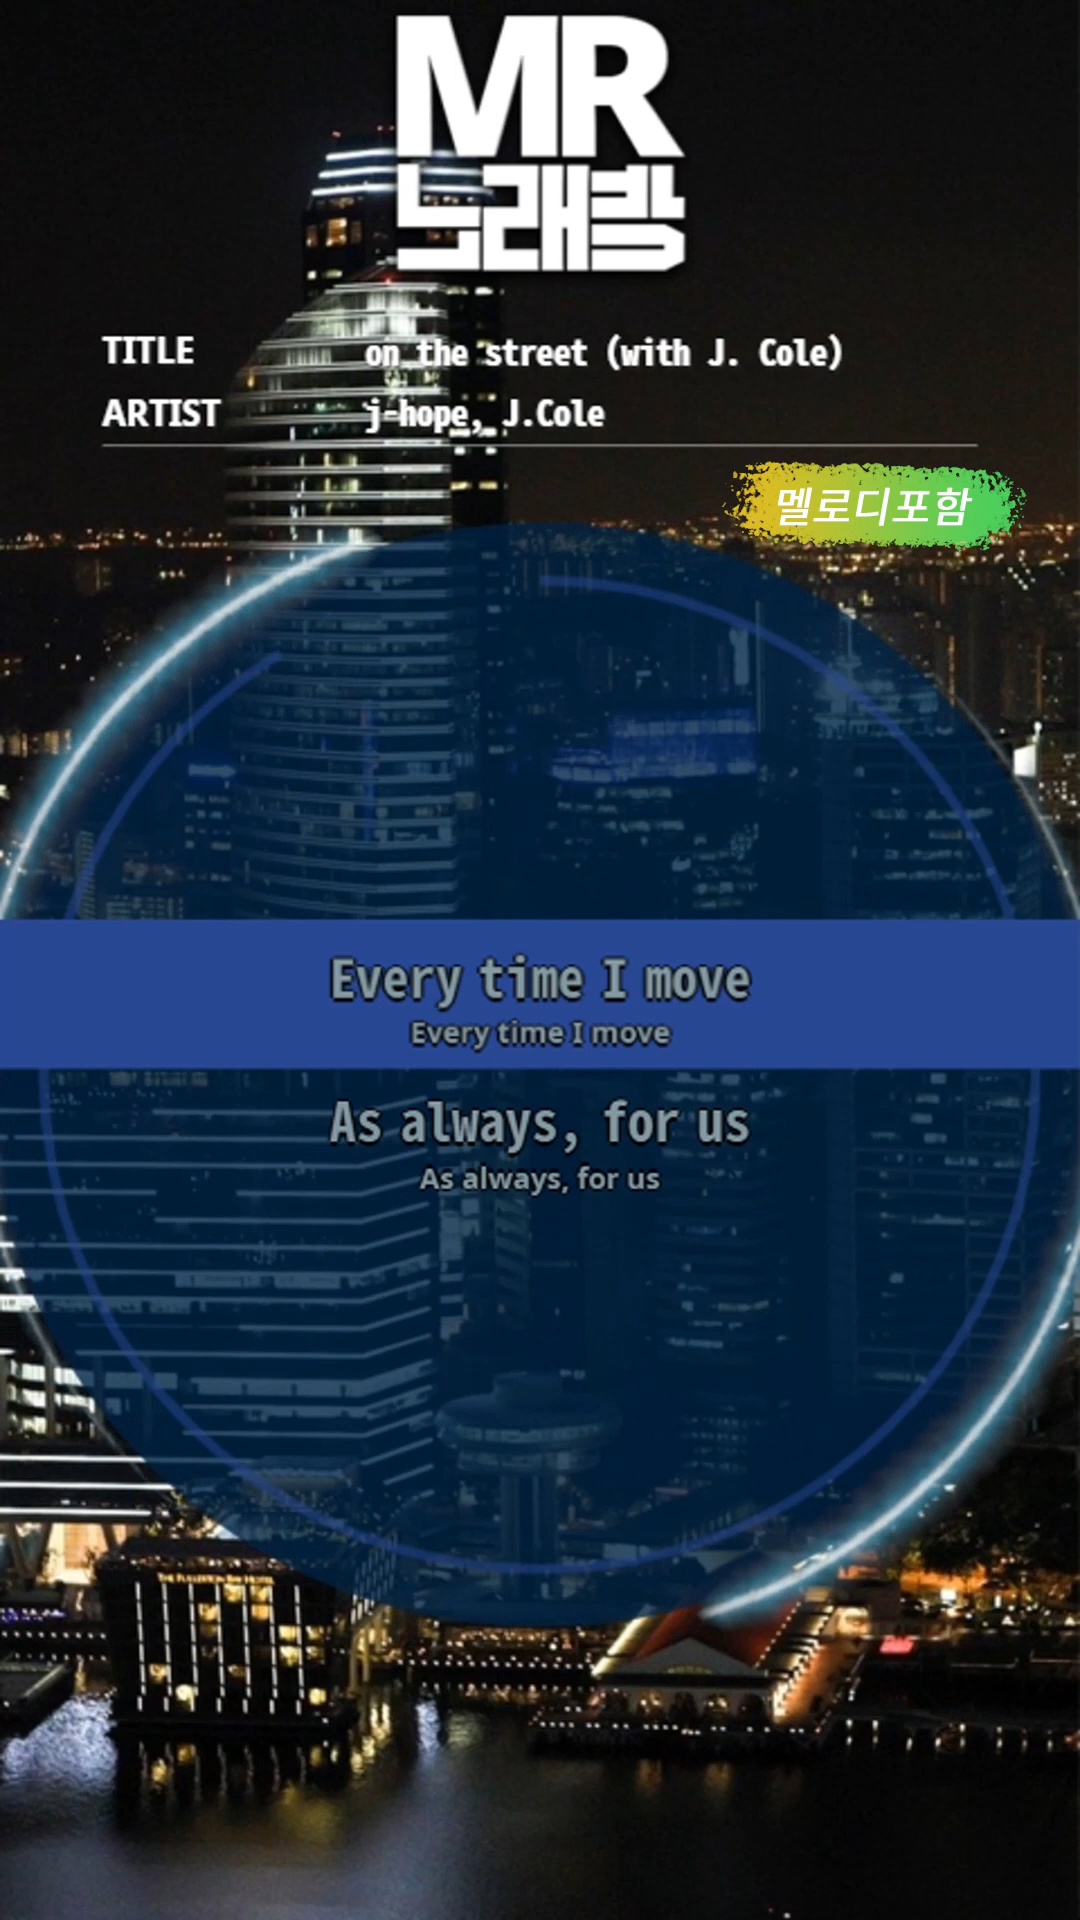 MR
노래방
TITLE on the street (with J. Cole)
ARTIST j-hope, J.Cole
멜로디포함
Every time I move
Every time I move
As always, for us
As always, for us